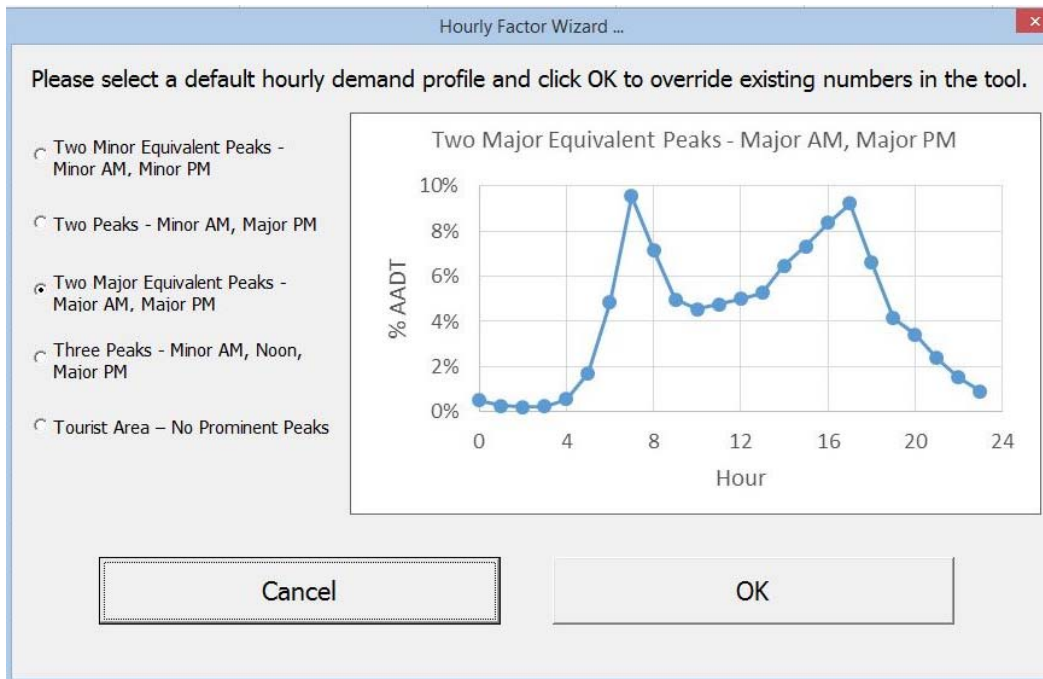 Hourly Factor Wizard ...
x
Please select a default hourly demand profile and click OK to override existing numbers in the tool.
Two Minor Equivalent Peaks -
Minor AM, Minor PM
Two Peaks - Minor AM, Major PM
Two Major Equivalent Peaks -
Major AM, Major PM
Three Peaks - Minor AM, Noon,
Major PM
Tourist Area – No Prominent Peaks
Two Major Equivalent Peaks - Major AM, Major PM
% AADT
10%
8%
6%
4%
2%
0%
0 4 8 12 16 20 24
Hour
Cancel OK